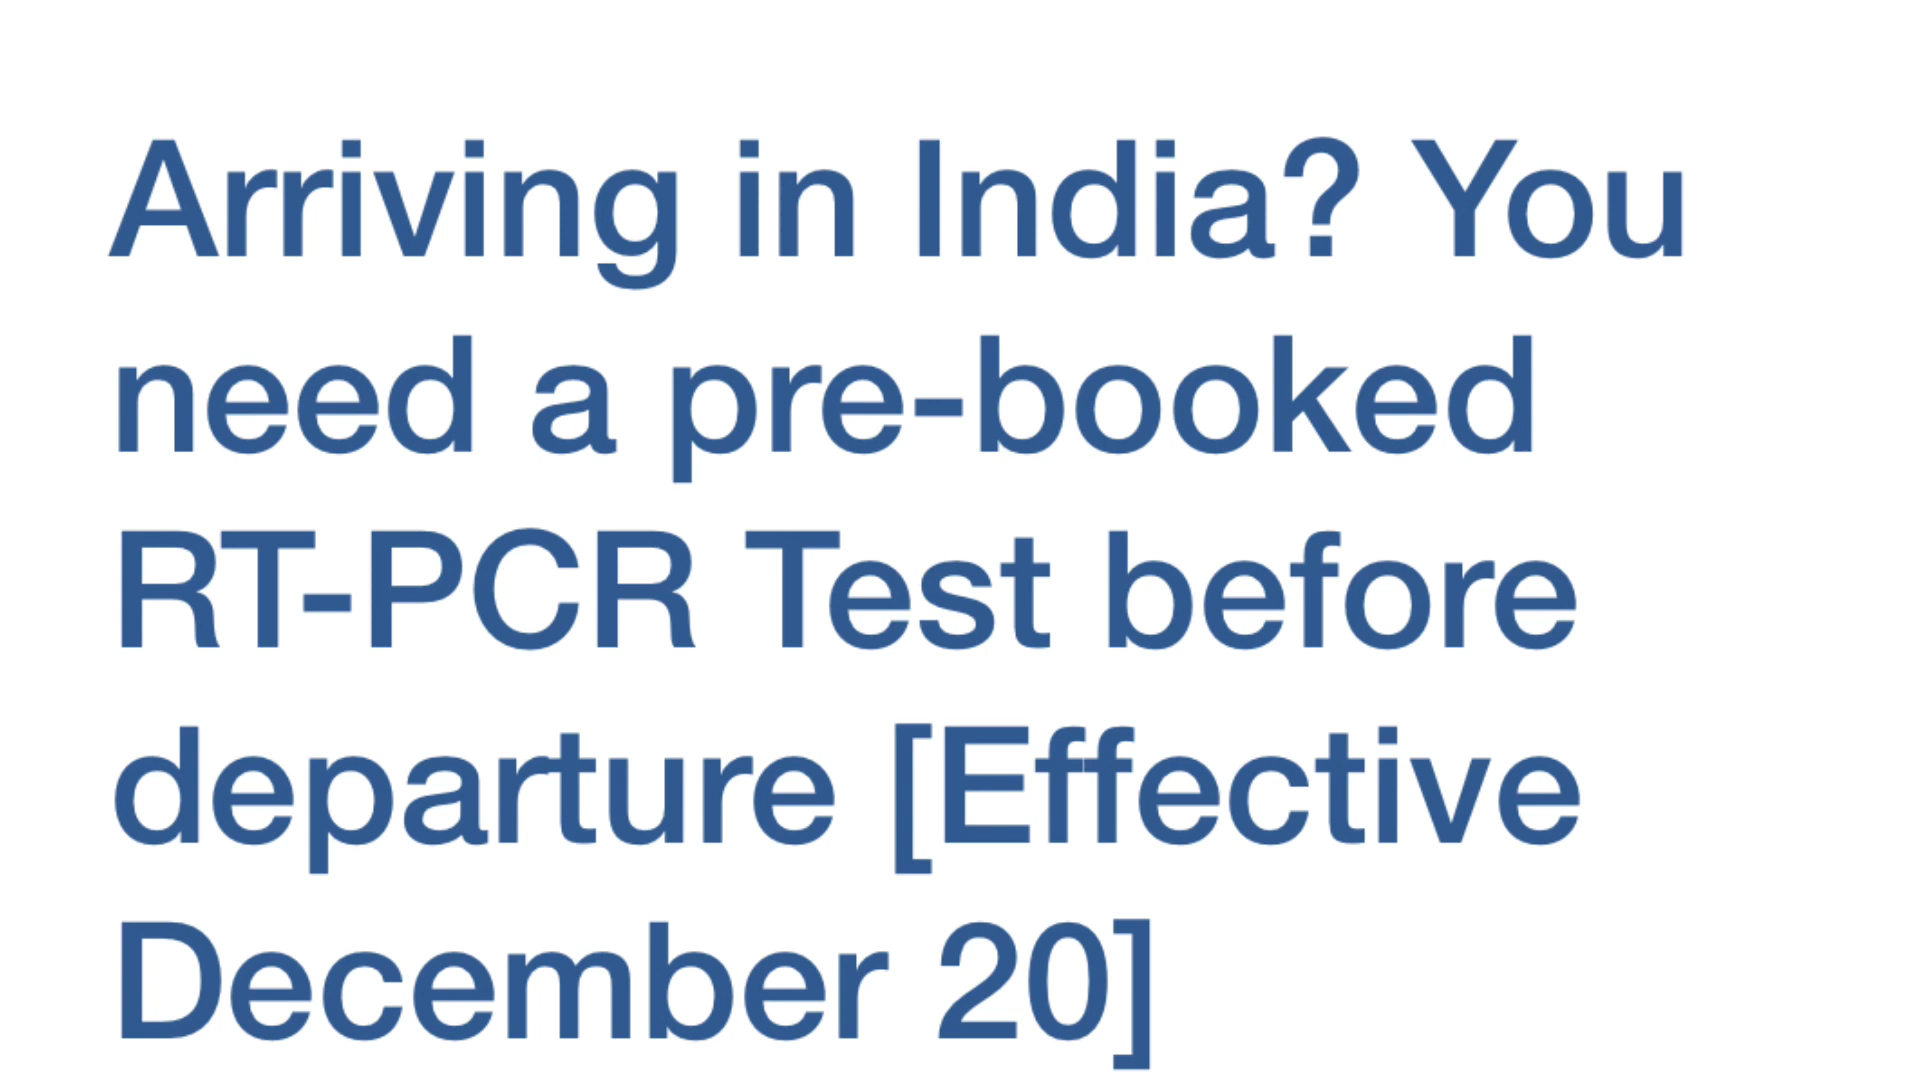 Arriving in India? You
need a pre-booked
RT-PCR Test before
departure [Effective
December 20]